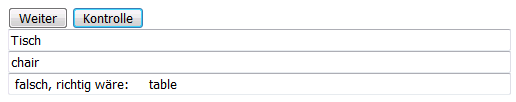 Weiter Kontrolle
Tisch
chair
falsch, richtig wäre: table